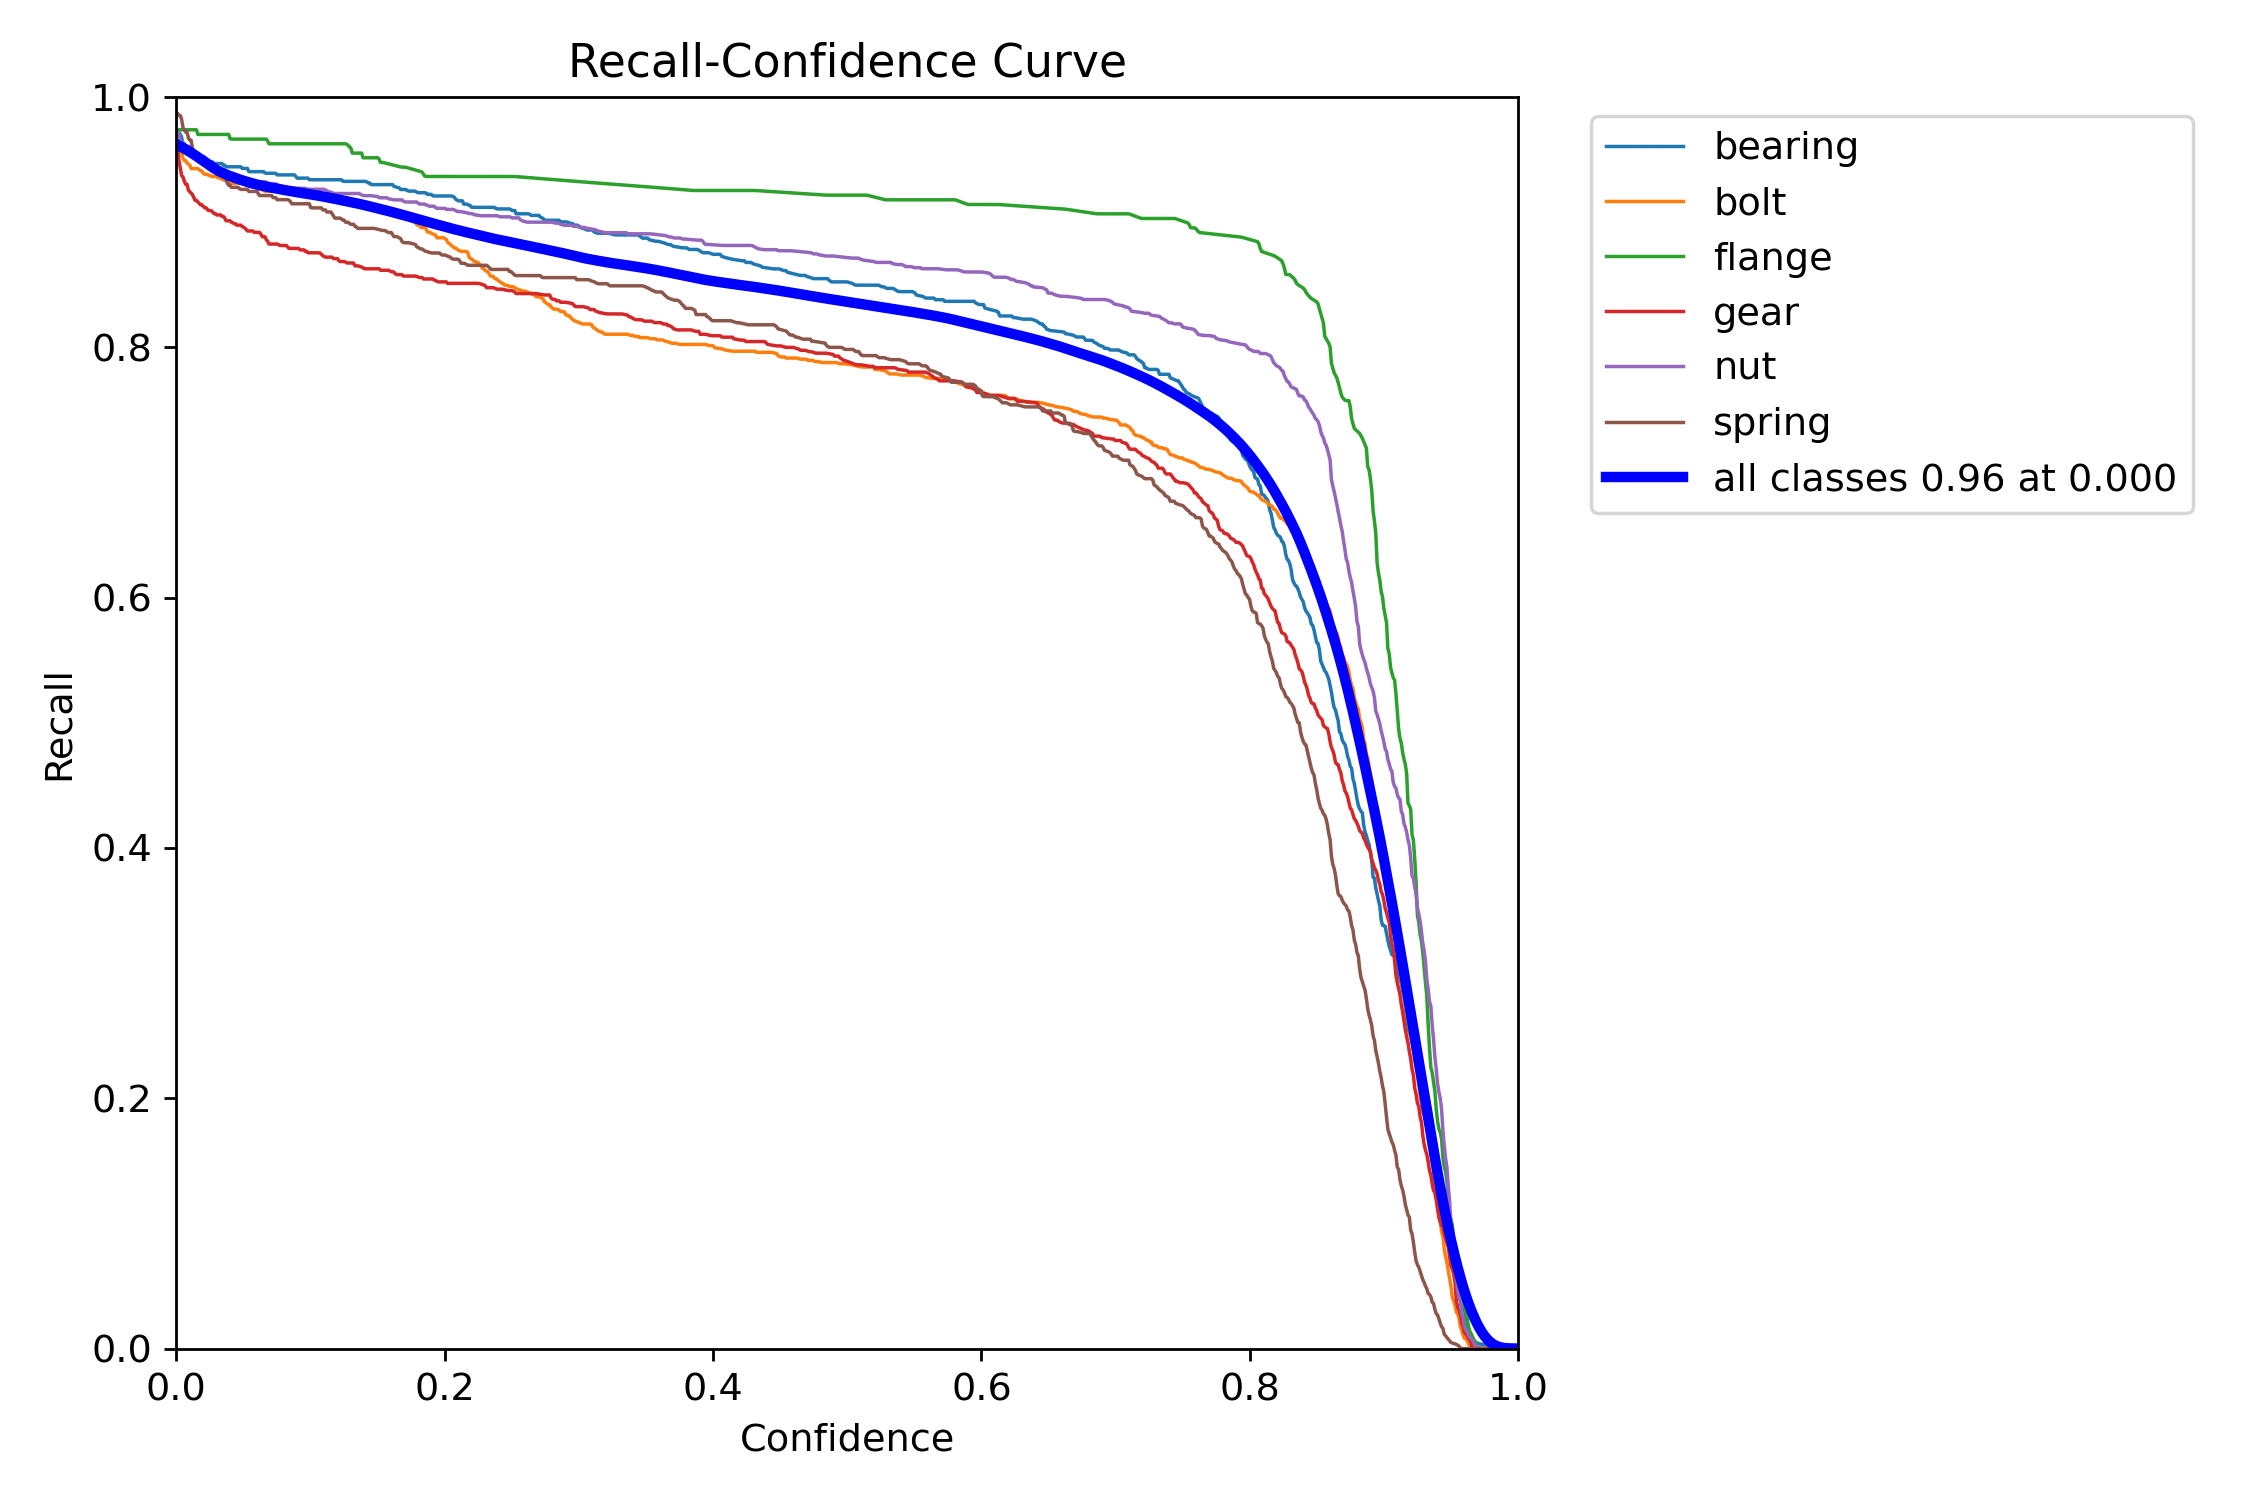 Recall-Confidence Curve
1.0
0.8
0.6
0.4
0.2
0.0
Recall
0.0 0.2 0.4 0.6 0.8 1.0
Confidence
bearing
bolt
flange
gear
nut
spring
all classes 0.96 at 0.000